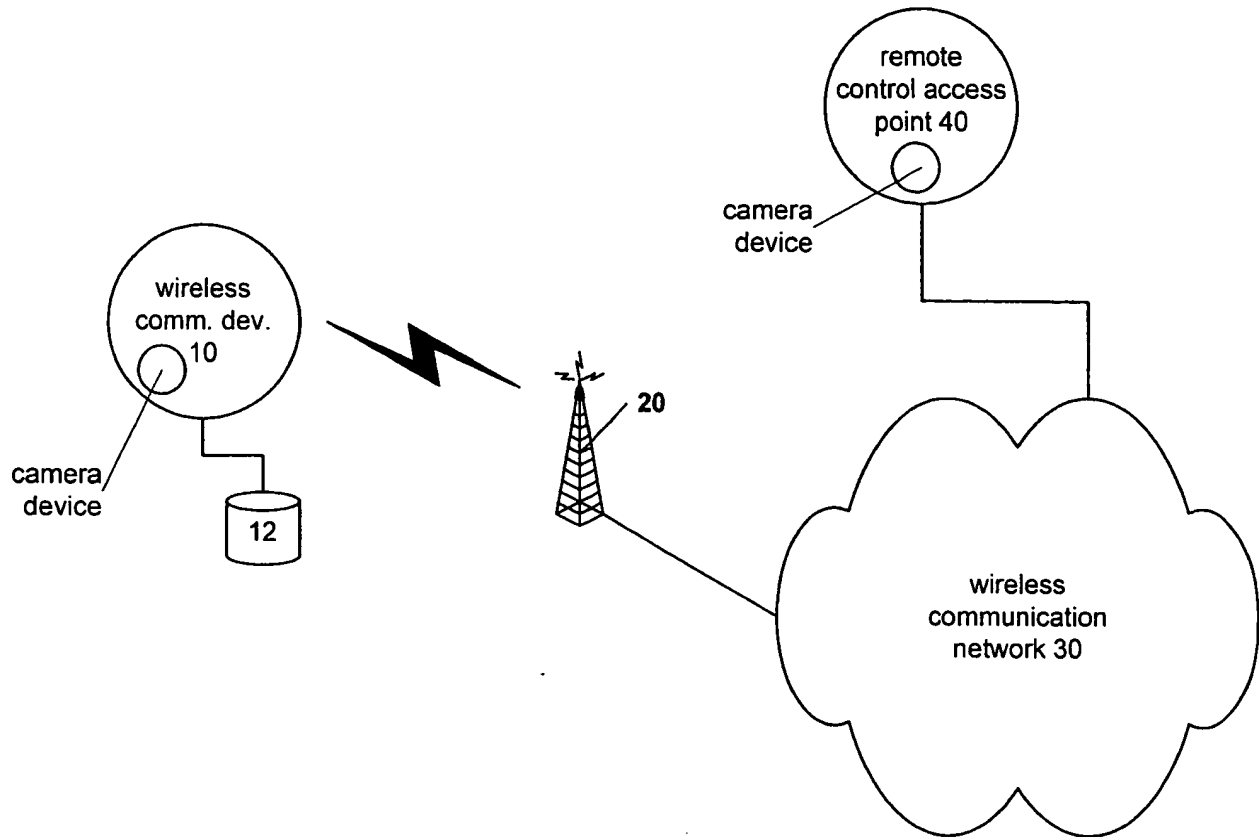 remote
control access
point 40
camera
device
wireless
comm. dev.
10
20
camera
device
12
wireless
communication
network 30